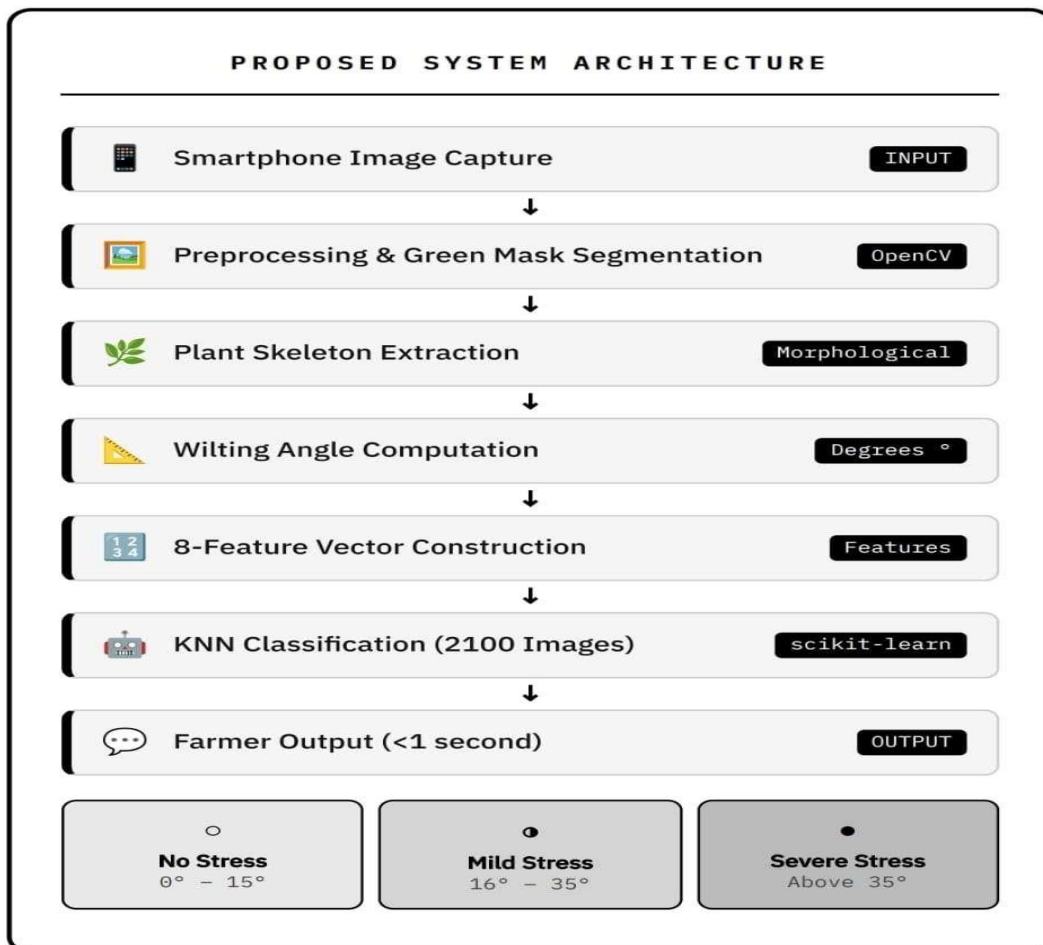 PROPOSED SYSTEM ARCHITECTURE
Smartphone Image Capture INPUT
Preprocessing & Green Mask Segmentation OpenCV
Plant Skeleton Extraction Morphological
Wilting Angle Computation Degrees °
8-Feature Vector Construction Features
KNN Classification (2100 Images) scikit-learn
Farmer Output (<1 second) OUTPUT
No Stress
0° – 15°
Mild Stress
16° – 35°
Severe Stress
Above 35°